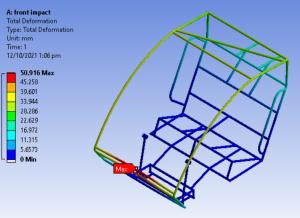 A: front impact
Total Deformation
Type: Total Deformation
Unit: mm
Time: 1
12/10/2021 1:06 pm
50.916 Max
45.259
39.601
33.944
28.286
22.629
16.972
11.315
5.6573
0 Min
Max